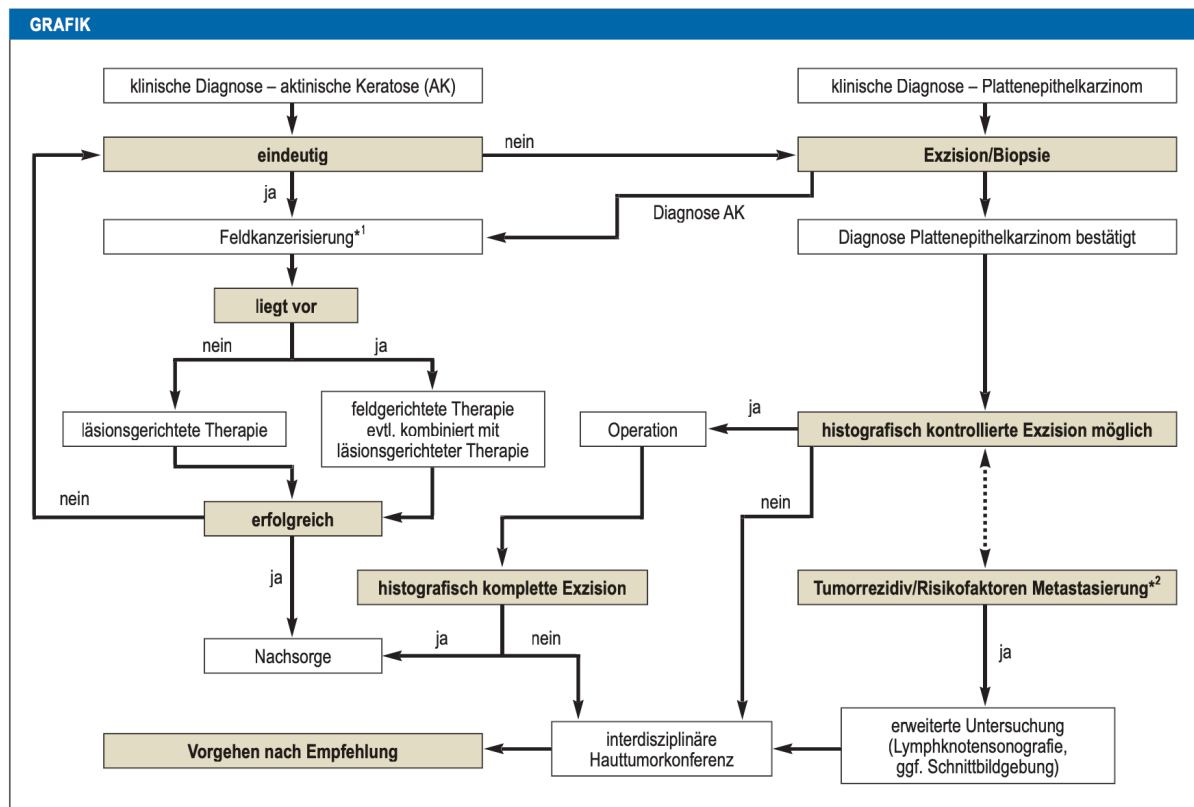 GRAFIK
klinische Diagnose – aktinische Keratose (AK)
klinische Diagnose – Plattenepithelkarzinom
eindeutig
nein
Exzision/Biopsie
ja
Diagnose AK
Feldkanzerisierung*1
Diagnose Plattenepithelkarzinom bestätigt
liegt vor
nein
ja
läsionsgerichtete Therapie
feldgerichtete Therapie
evtl. kombiniert mit
läsionsgerichteter Therapie
Operation
ja
histografisch kontrollierte Exzision möglich
nein
erfolgreich
nein
ja
histografisch komplette Exzision
Tumorrezidiv/Risikofaktoren Metastasierung*2
Nachsorge
ja
nein
ja
Vorgehen nach Empfehlung
interdisziplinäre
Hauttumorkonferenz
erweiterte Untersuchung
(Lymphknotensonografie,
ggf. Schnittbildgebung)